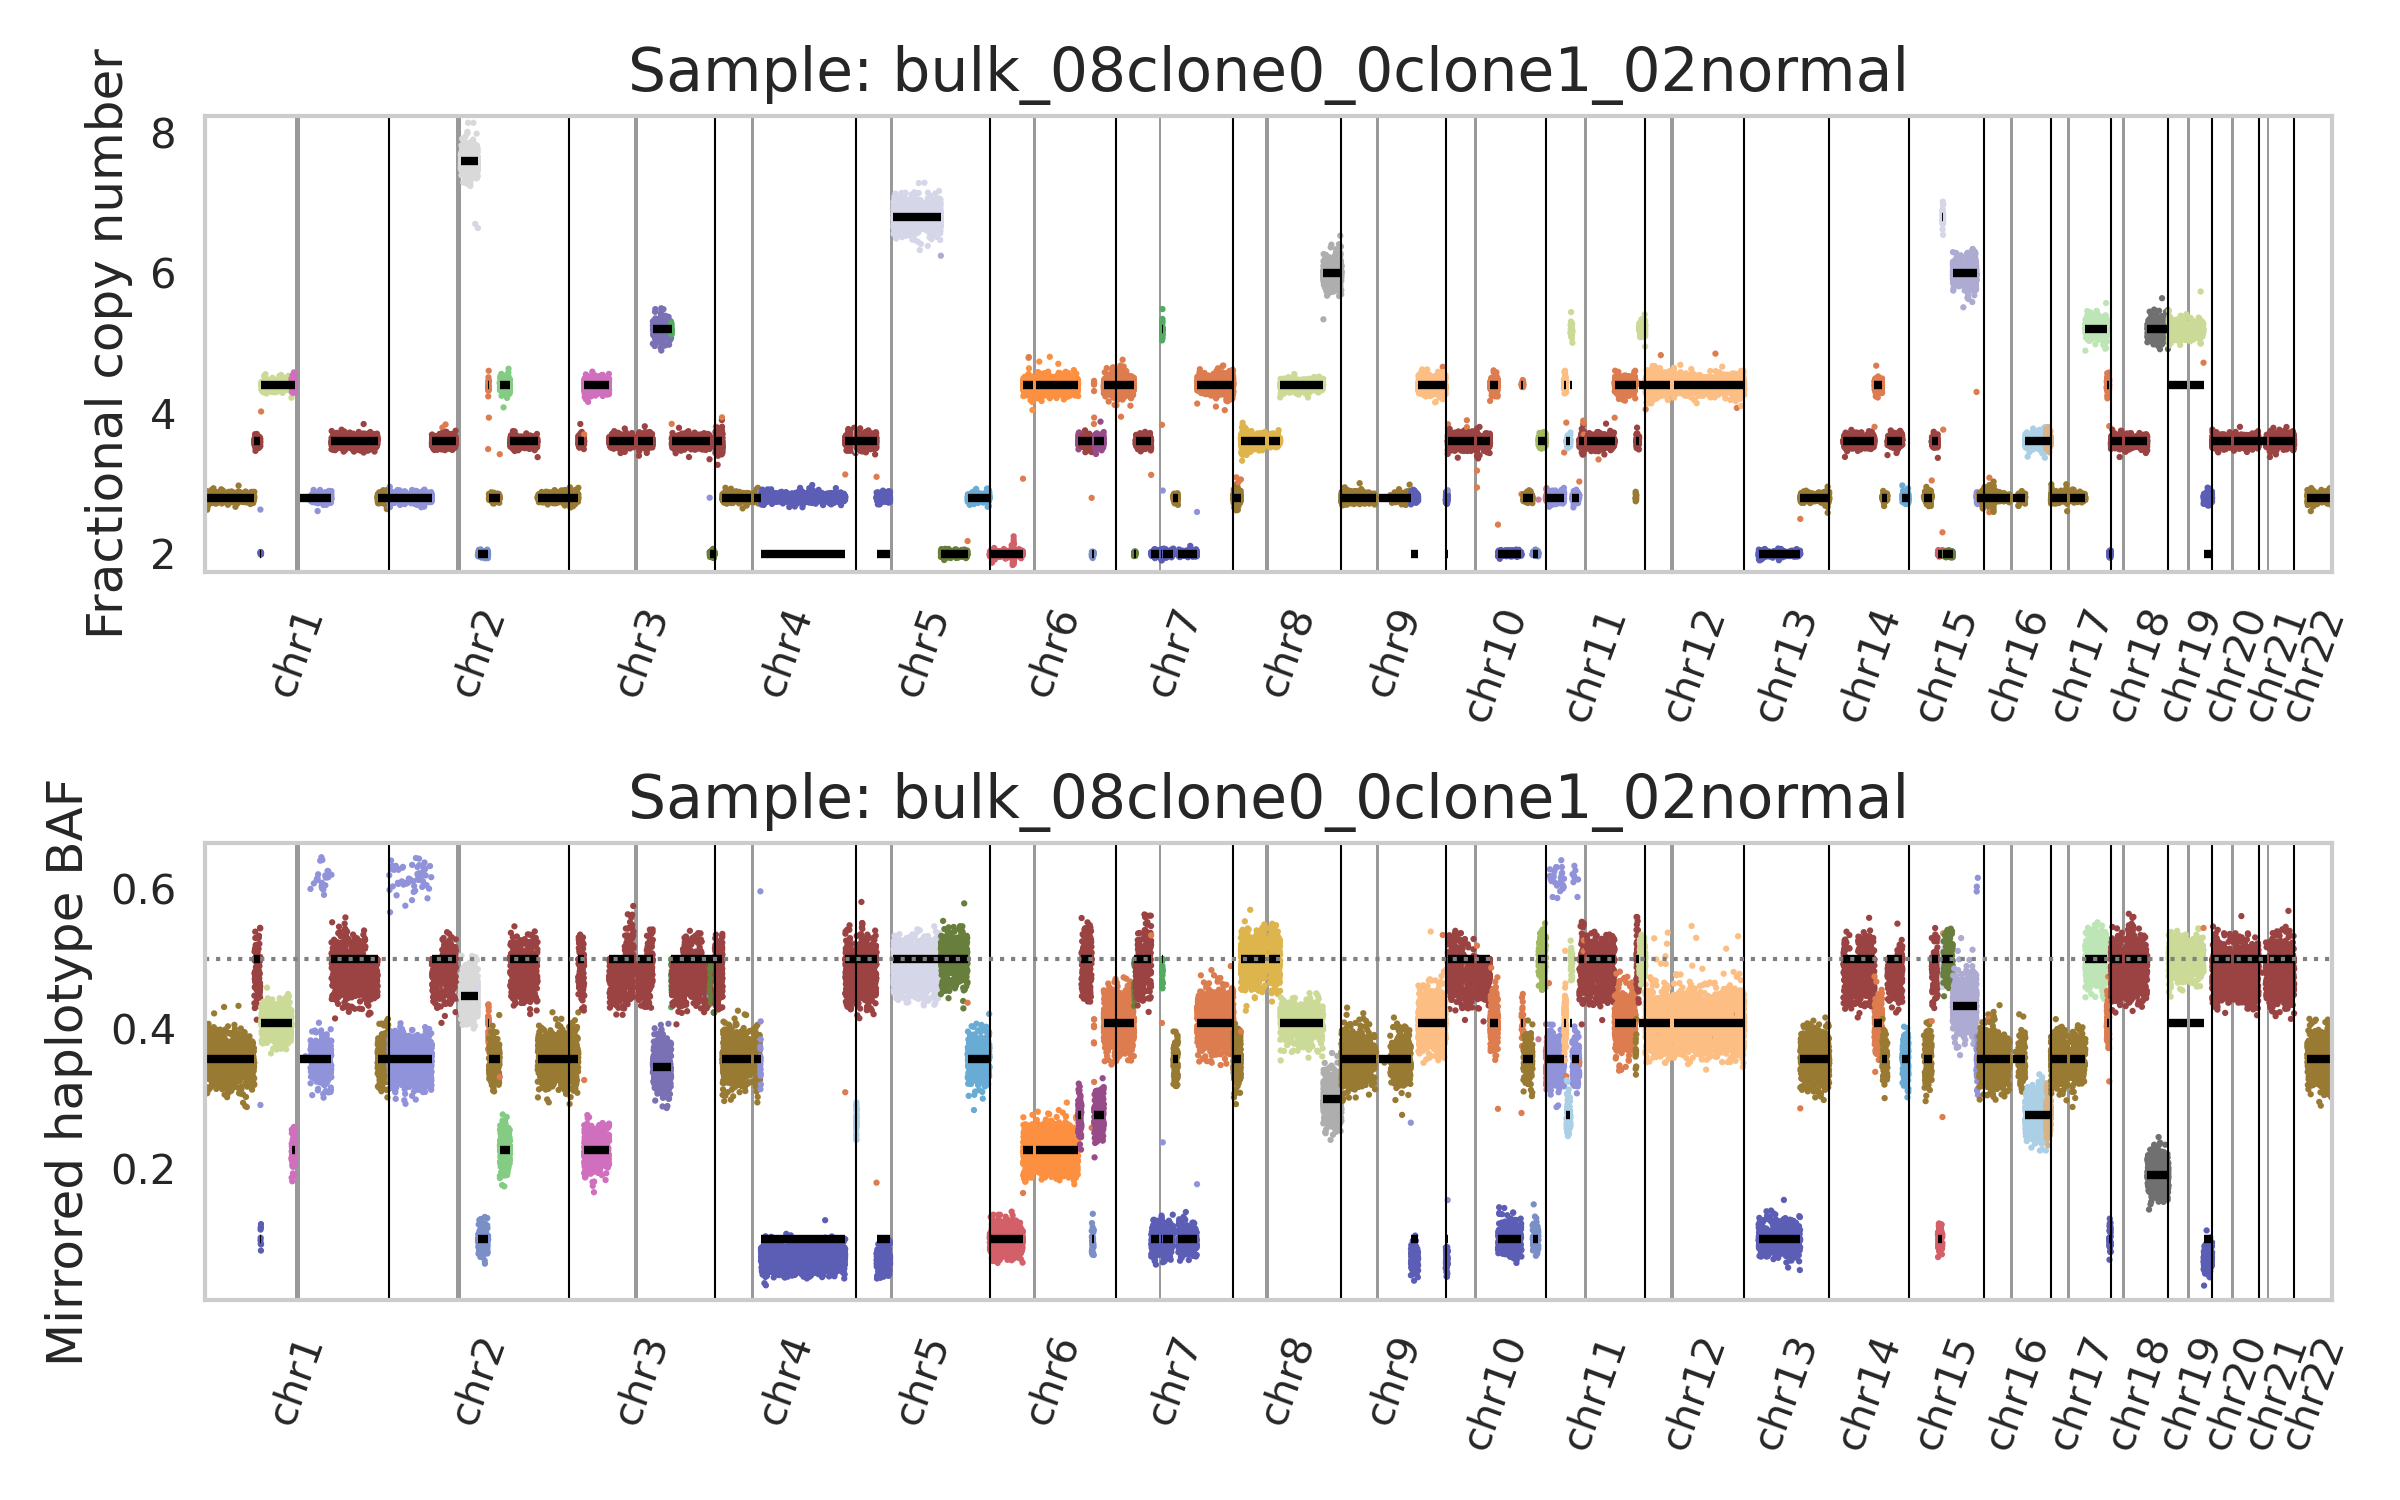 Sample: bulk_08clone0_0clone1_02normal
Fractional copy number
8
6
4
2
chr1 chr2 chr3 chr4 chr5 chr6 chr7 chr8 chr9 chr10 chr11 chr12 chr13 chr14 chr15 chr16 chr17 chr18 chr19 chr20 chr21 chr22
Sample: bulk_08clone0_0clone1_02normal
Mirrored haplotype BAF
0.6
0.4
0.2
chr1 chr2 chr3 chr4 chr5 chr6 chr7 chr8 chr9 chr10 chr11 chr12 chr13 chr14 chr15 chr16 chr17 chr18 chr19 chr20 chr21 chr22